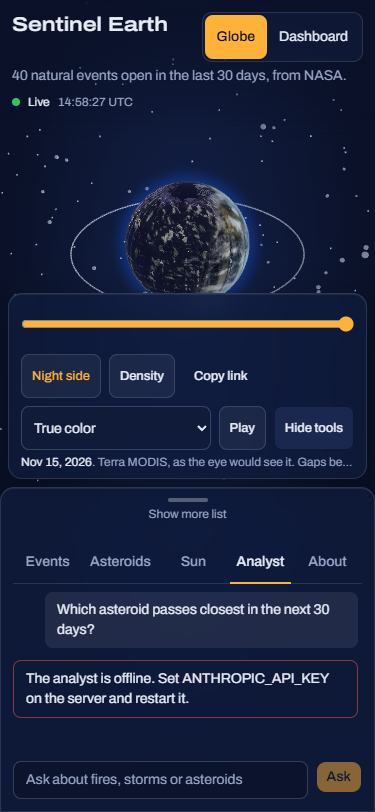 Sentinel Earth
Globe
Dashboard
40 natural events open in the last 30 days, from NASA.
Live 14:58:27 UTC
Night side
Density
Copy link
True color
Play
Hide tools
Nov 15, 2026. Terra MODIS, as the eye would see it. Gaps be...
Show more list
Events
Asteroids
Sun
Analyst
About
Which asteroid passes closest in the next 30
days?
The analyst is offline. Set ANTHROPIC_API_KEY
on the server and restart it.
Ask about fires, storms or asteroids
Ask